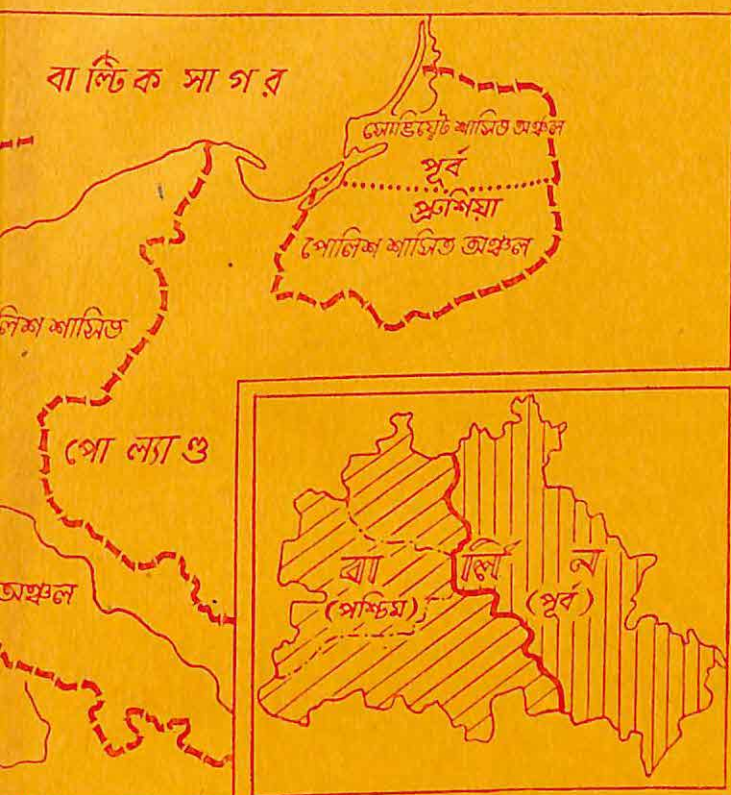 বাল্টিক সাগর
সোভিয়েট শাসিত অঞ্চল
পূর্ব
প্রুশিয়া
পোলিশ শাসিত অঞ্চল
লিশ শাসিত
পোল্যাণ্ড
অঞ্চল
বার্লিন
(পশ্চিম)
(পূর্ব)